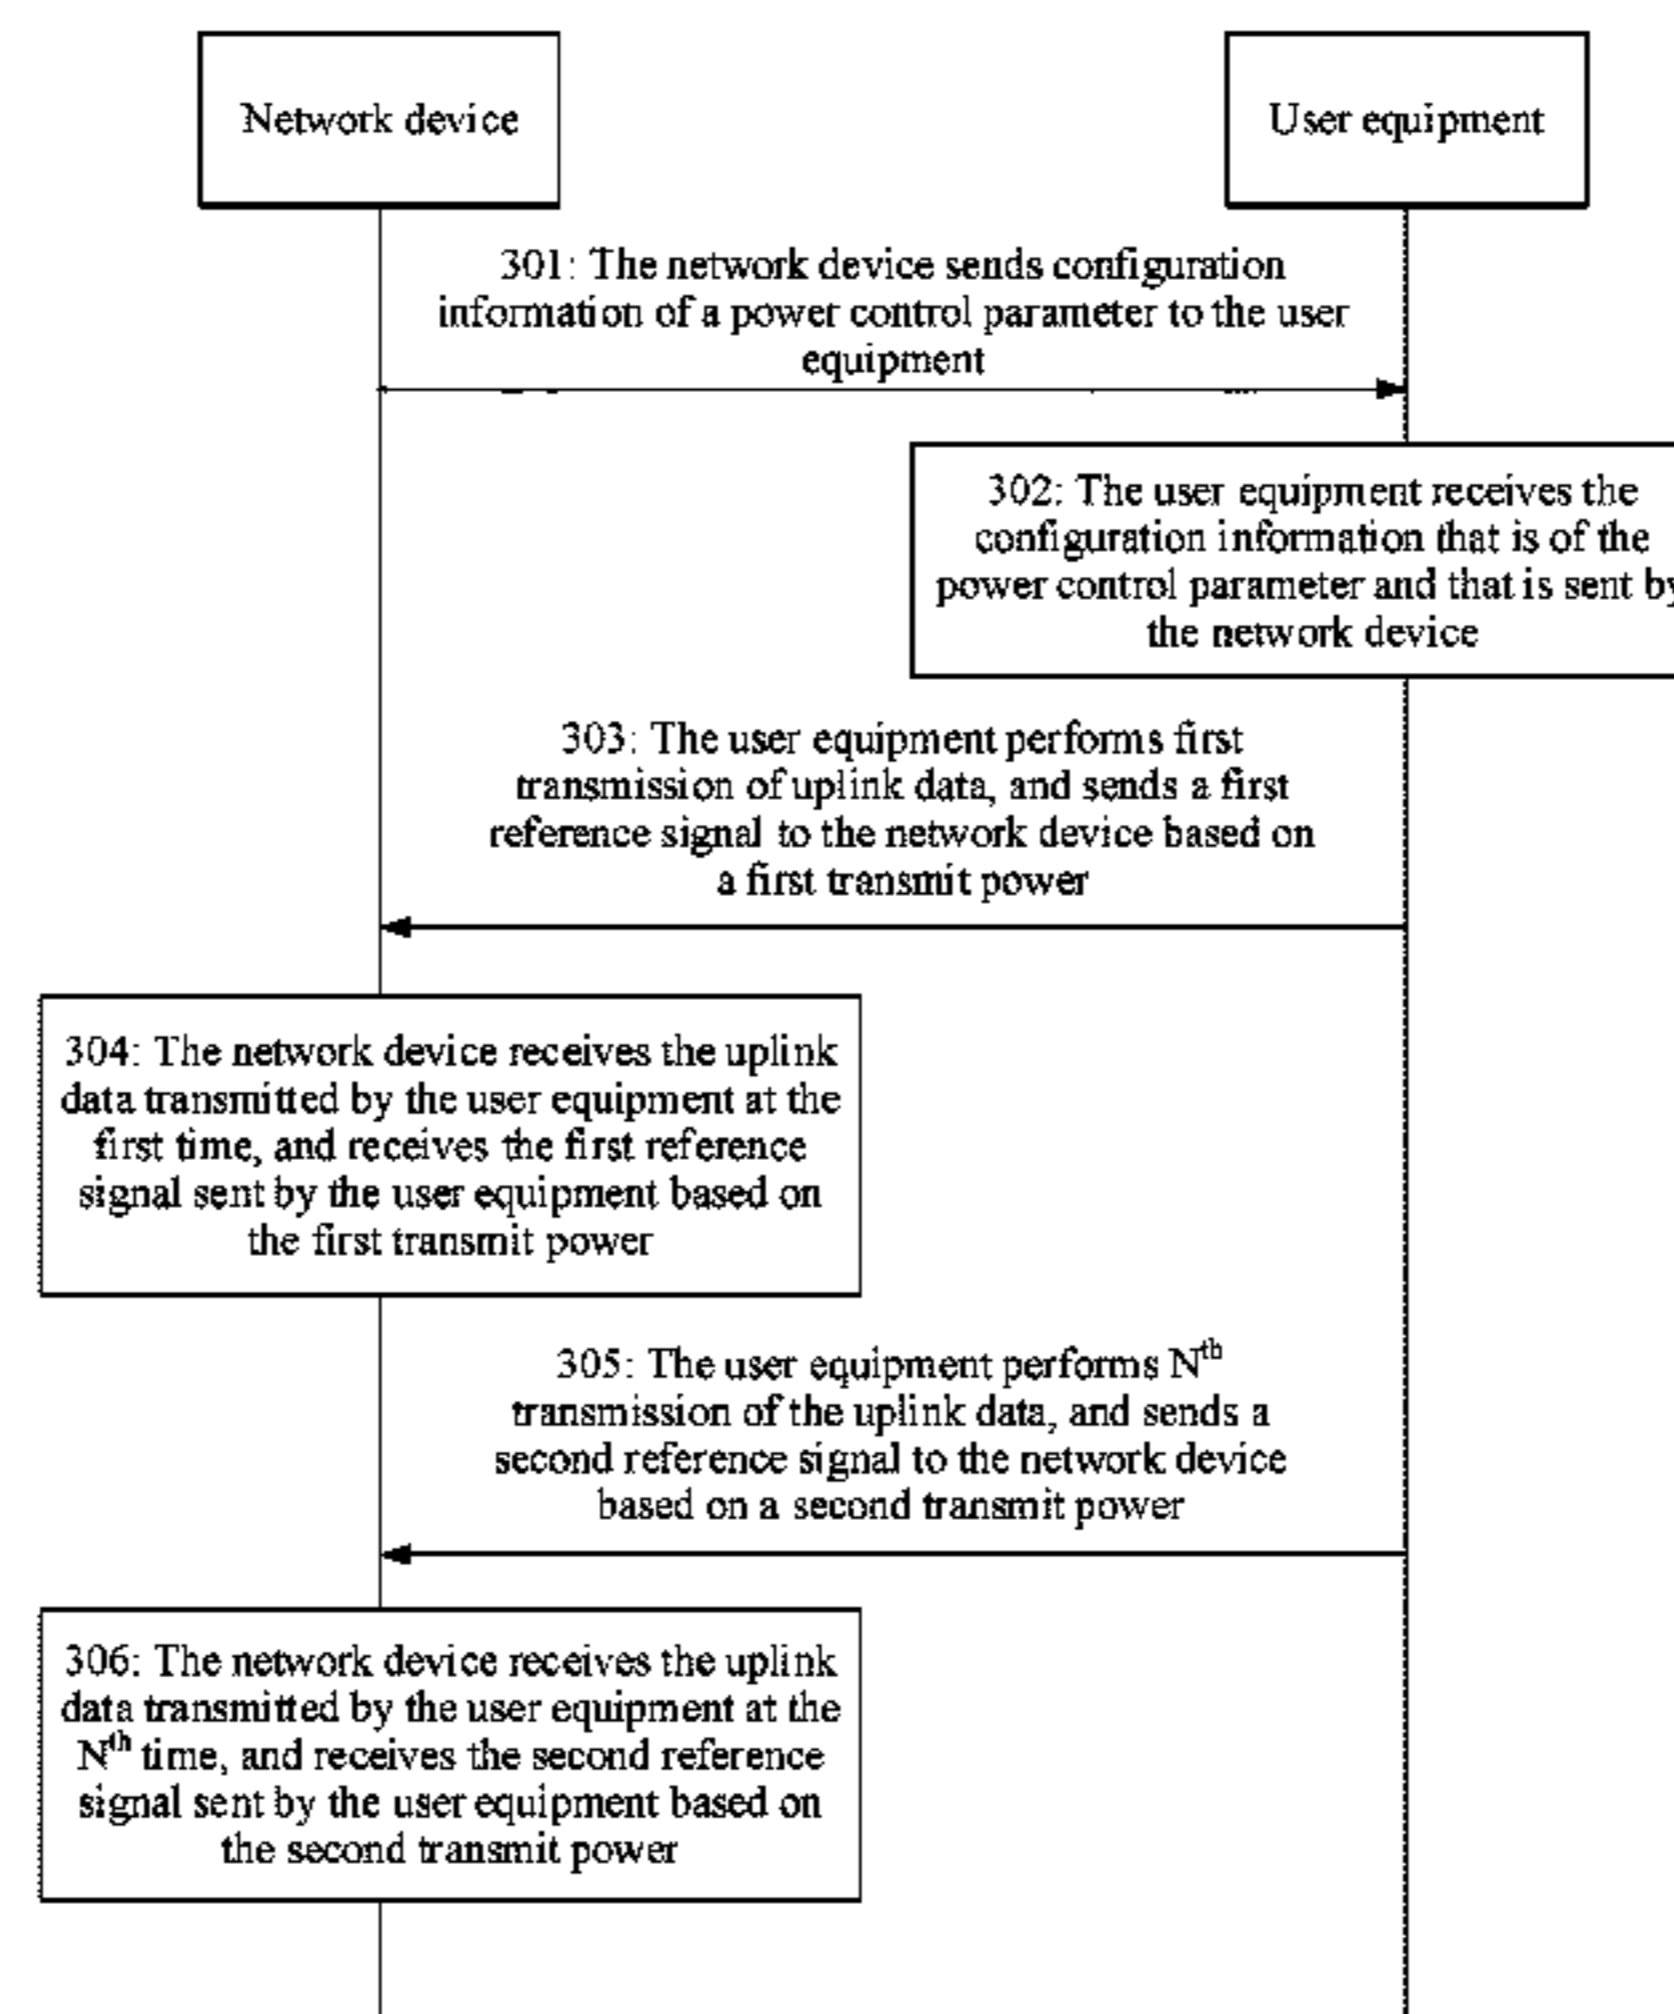 Network device
User equipment
301: The network device sends configuration
information of a power control parameter to the user
equipment
302: The user equipment receives the
configuration information that is of the
power control parameter and that is sent by
the network device
303: The user equipment performs first
transmission of uplink data, and sends a first
reference signal to the network device based on
a first transmit power
304: The network device receives the uplink
data transmitted by the user equipment at the
first time, and receives the first reference
signal sent by the user equipment based on
the first transmit power
305: The user equipment performs Nth
transmission of the uplink data, and sends a
second reference signal to the network device
based on a second transmit power
306: The network device receives the uplink
data transmitted by the user equipment at the
Nth time, and receives the second reference
signal sent by the user equipment based on
the second transmit power